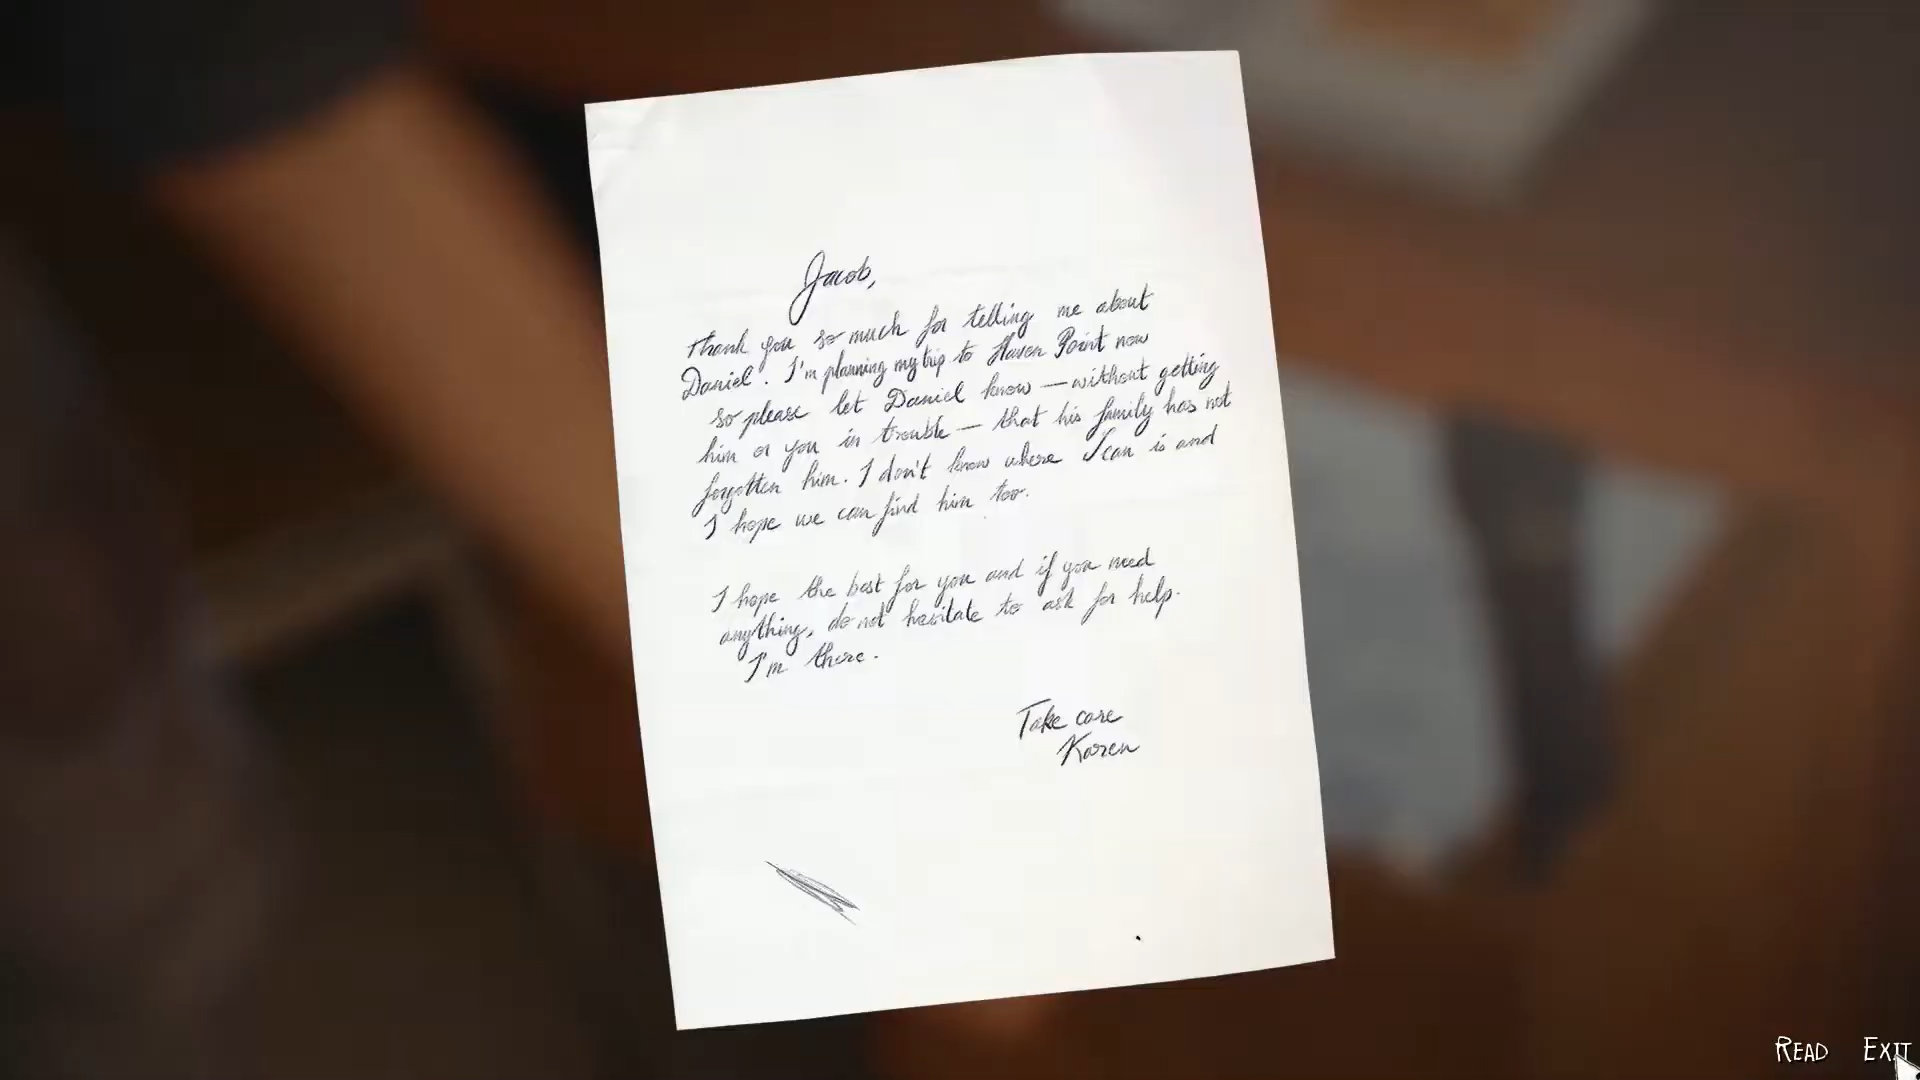 Jacob,
thank you so much for telling me about
Daniel. I'm planning my trip to Haven Point now
so please let Daniel know — without getting
him or you in trouble — that his family has not
forgotten him. I don't know where Sean is and
I hope we can find him too.
I hope the best for you and if you need
anything, do not hesitate to ask for help.
I'm there.
Take care
Karen
READ EXIT